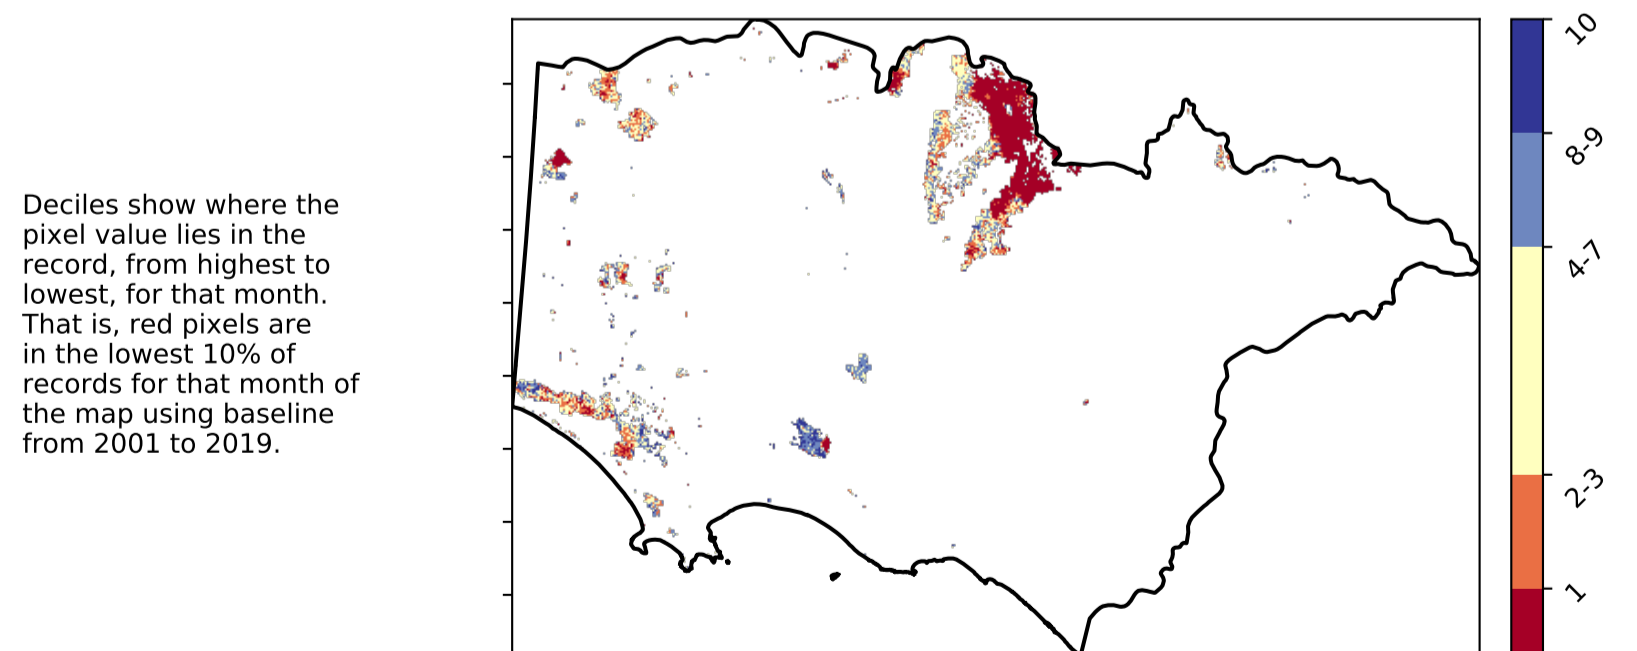 Deciles show where the
pixel value lies in the
record, from highest to
lowest, for that month.
That is, red pixels are
in the lowest 10% of
records for that month of
the map using baseline
from 2001 to 2019.
10
8-9
4-7
2-3
1